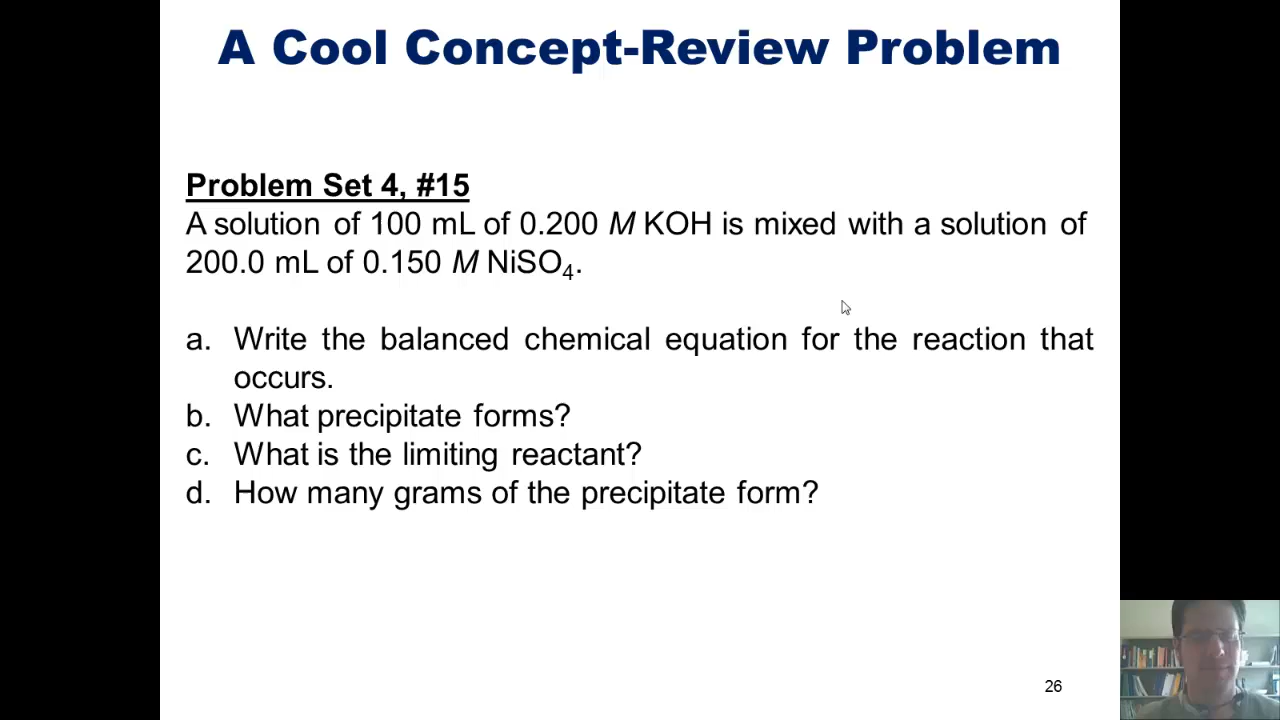 A Cool Concept-Review Problem
Problem Set 4, #15
A solution of 100 mL of 0.200 M KOH is mixed with a solution of
200.0 mL of 0.150 M NiSO₄.
a. Write the balanced chemical equation for the reaction that
occurs.
b. What precipitate forms?
c. What is the limiting reactant?
d. How many grams of the precipitate form?
26